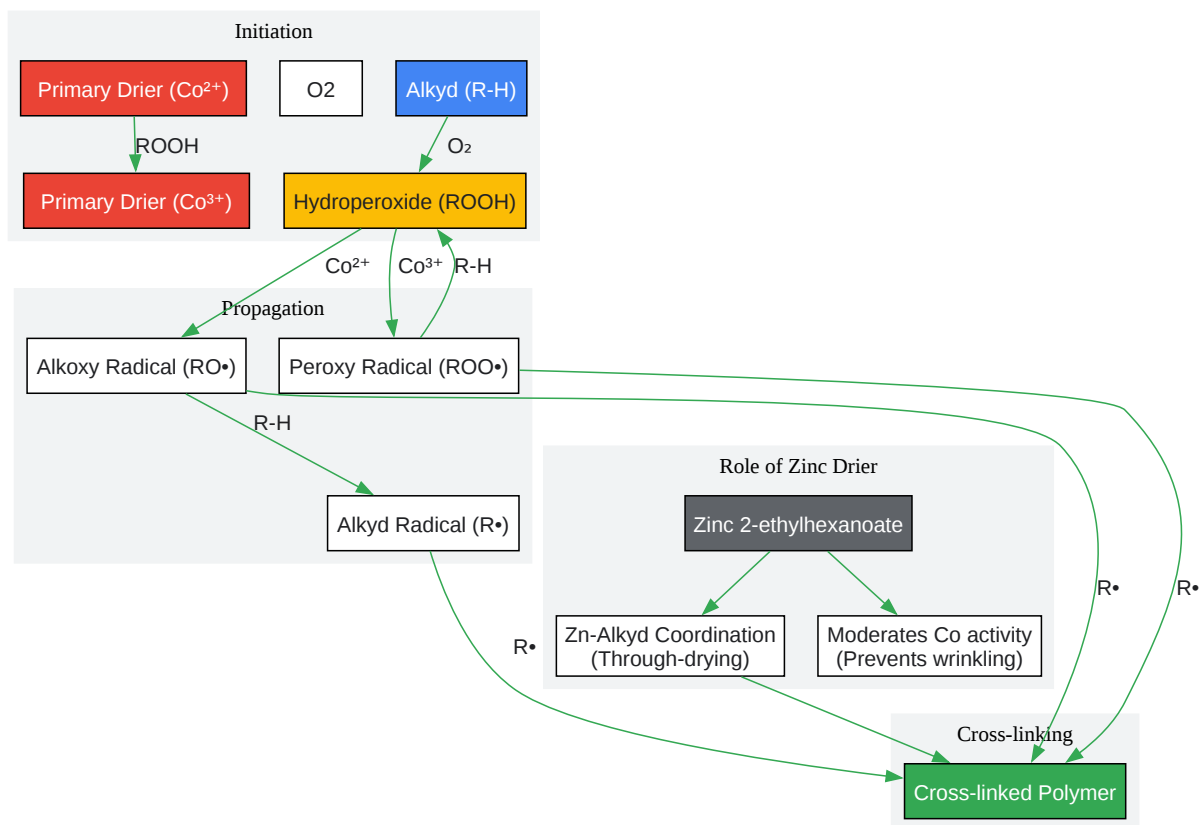 Initiation
Primary Drier (Co²⁺)
O2
Alkyd (R-H)
ROOH
O₂
Primary Drier (Co³⁺)
Hydroperoxide (ROOH)
Co²⁺
Co³⁺
R-H
Propagation
Alkoxy Radical (RO•)
Peroxy Radical (ROO•)
R-H
Role of Zinc Drier
Alkyd Radical (R•)
Zinc 2-ethylhexanoate
R•
R•
Zn-Alkyd Coordination
(Through-drying)
Moderates Co activity
(Prevents wrinkling)
R•
Cross-linking
Cross-linked Polymer